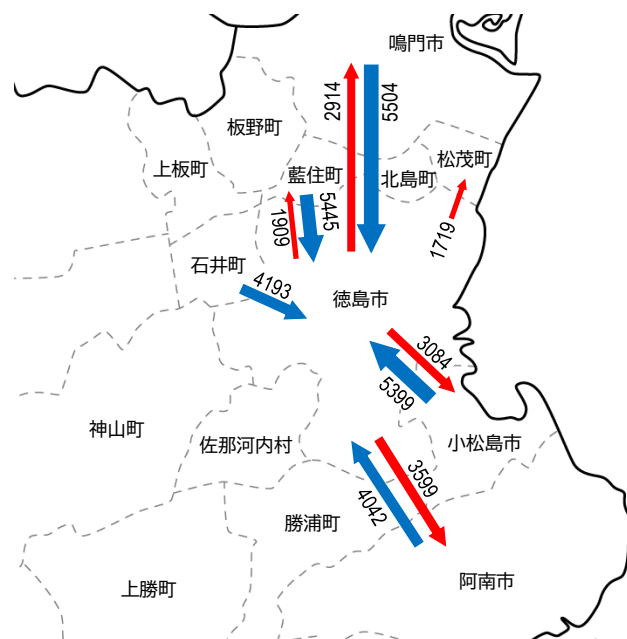 鳴門市
2914
5504
板野町
松茂町
上板町
藍住町
北島町
1909
5445
1719
石井町
4193
徳島市
3084
5399
神山町
佐那河内村
小松島市
3599
4042
勝浦町
上勝町
阿南市